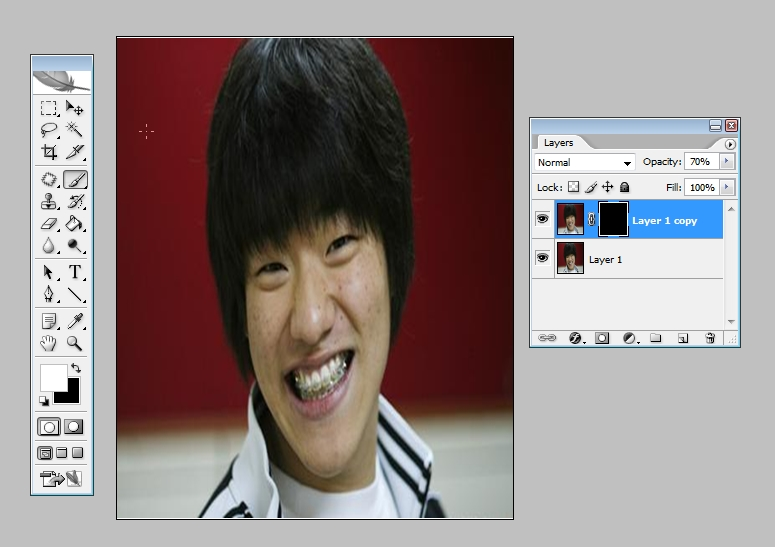 Layers
Normal Opacity: 70%
Lock: Fill: 100%
Layer 1 copy
Layer 1
T